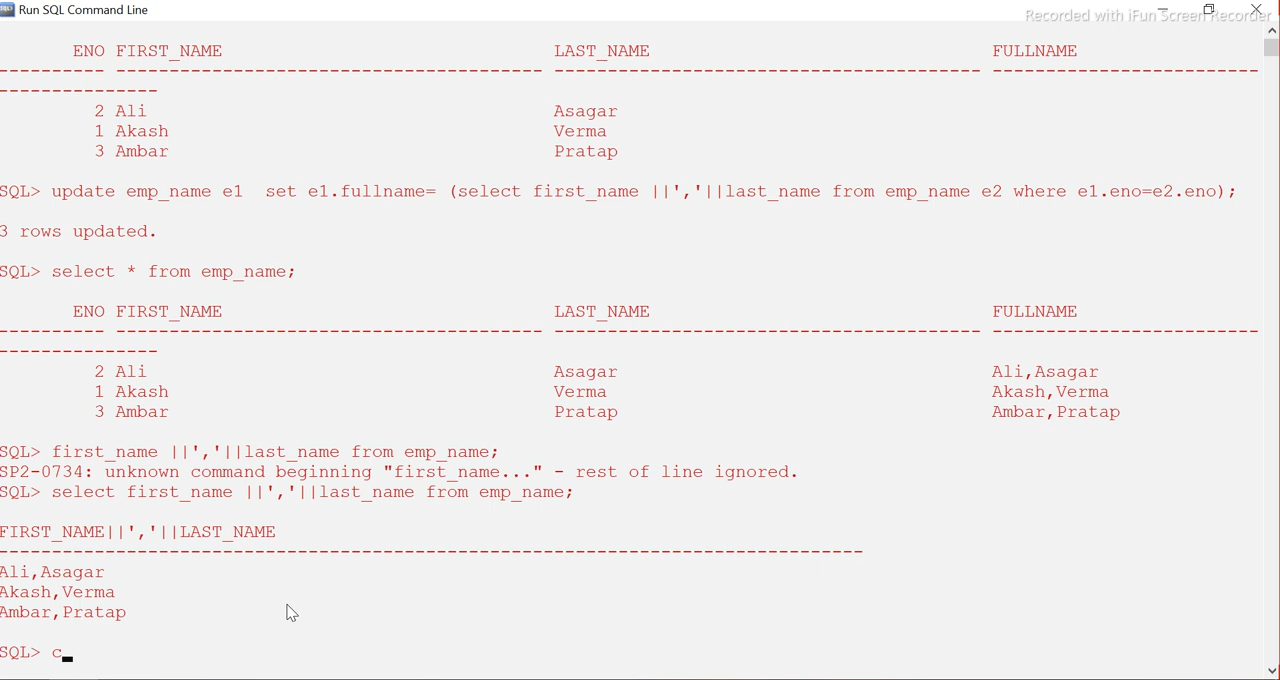 Run SQL Command Line
Recorded with iFun Screen Recorder
ENO FIRST_NAME LAST_NAME FULLNAME
---------- ---------------------------------------- ---------------------------------------- -------------------------
---------------
2 Ali Asagar
1 Akash Verma
3 Ambar Pratap
SQL> update emp_name e1  set e1.fullname= (select first_name ||','||last_name from emp_name e2 where e1.eno=e2.eno);
3 rows updated.
SQL> select * from emp_name;
ENO FIRST_NAME LAST_NAME FULLNAME
---------- ---------------------------------------- ---------------------------------------- -------------------------
---------------
2 Ali Asagar Ali,Asagar
1 Akash Verma Akash,Verma
3 Ambar Pratap Ambar,Pratap
SQL> first_name ||','||last_name from emp_name;
SP2-0734: unknown command beginning "first_name..." - rest of line ignored.
SQL> select first_name ||','||last_name from emp_name;
FIRST_NAME||','||LAST_NAME
---------------------------------------------------------------------------------
Ali,Asagar
Akash,Verma
Ambar,Pratap
SQL> c